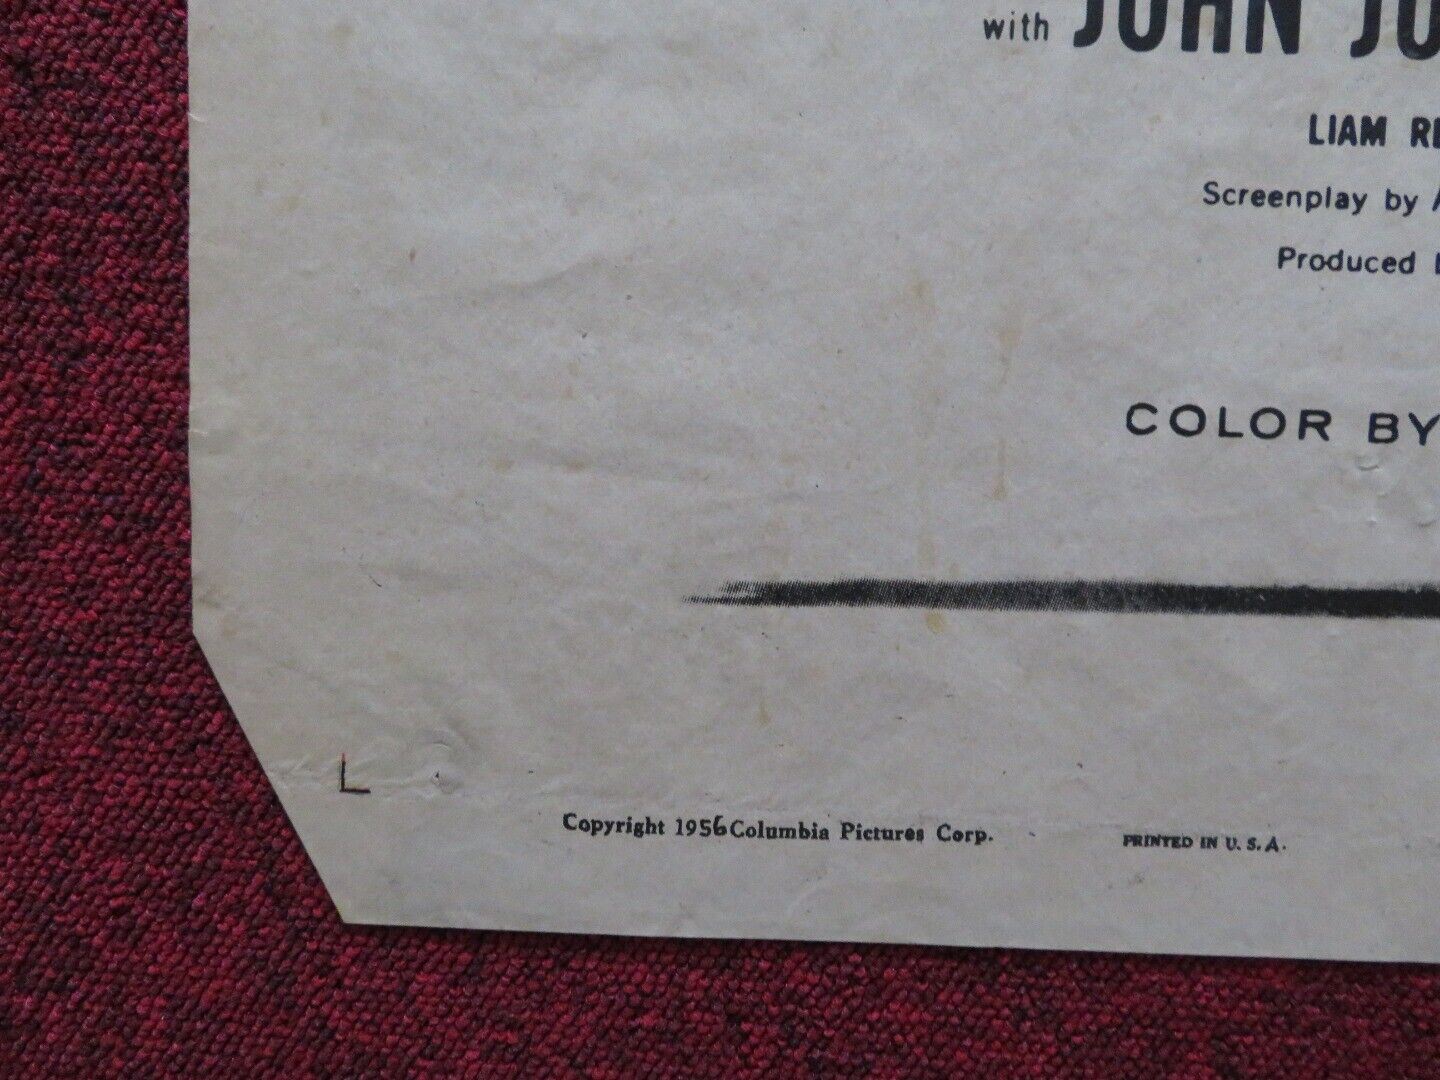 with JOHN
LIAM
Screenplay by
Produced
COLOR BY
Copyright 1956 Columbia Pictures Corp.
PRINTED IN U. S. A.